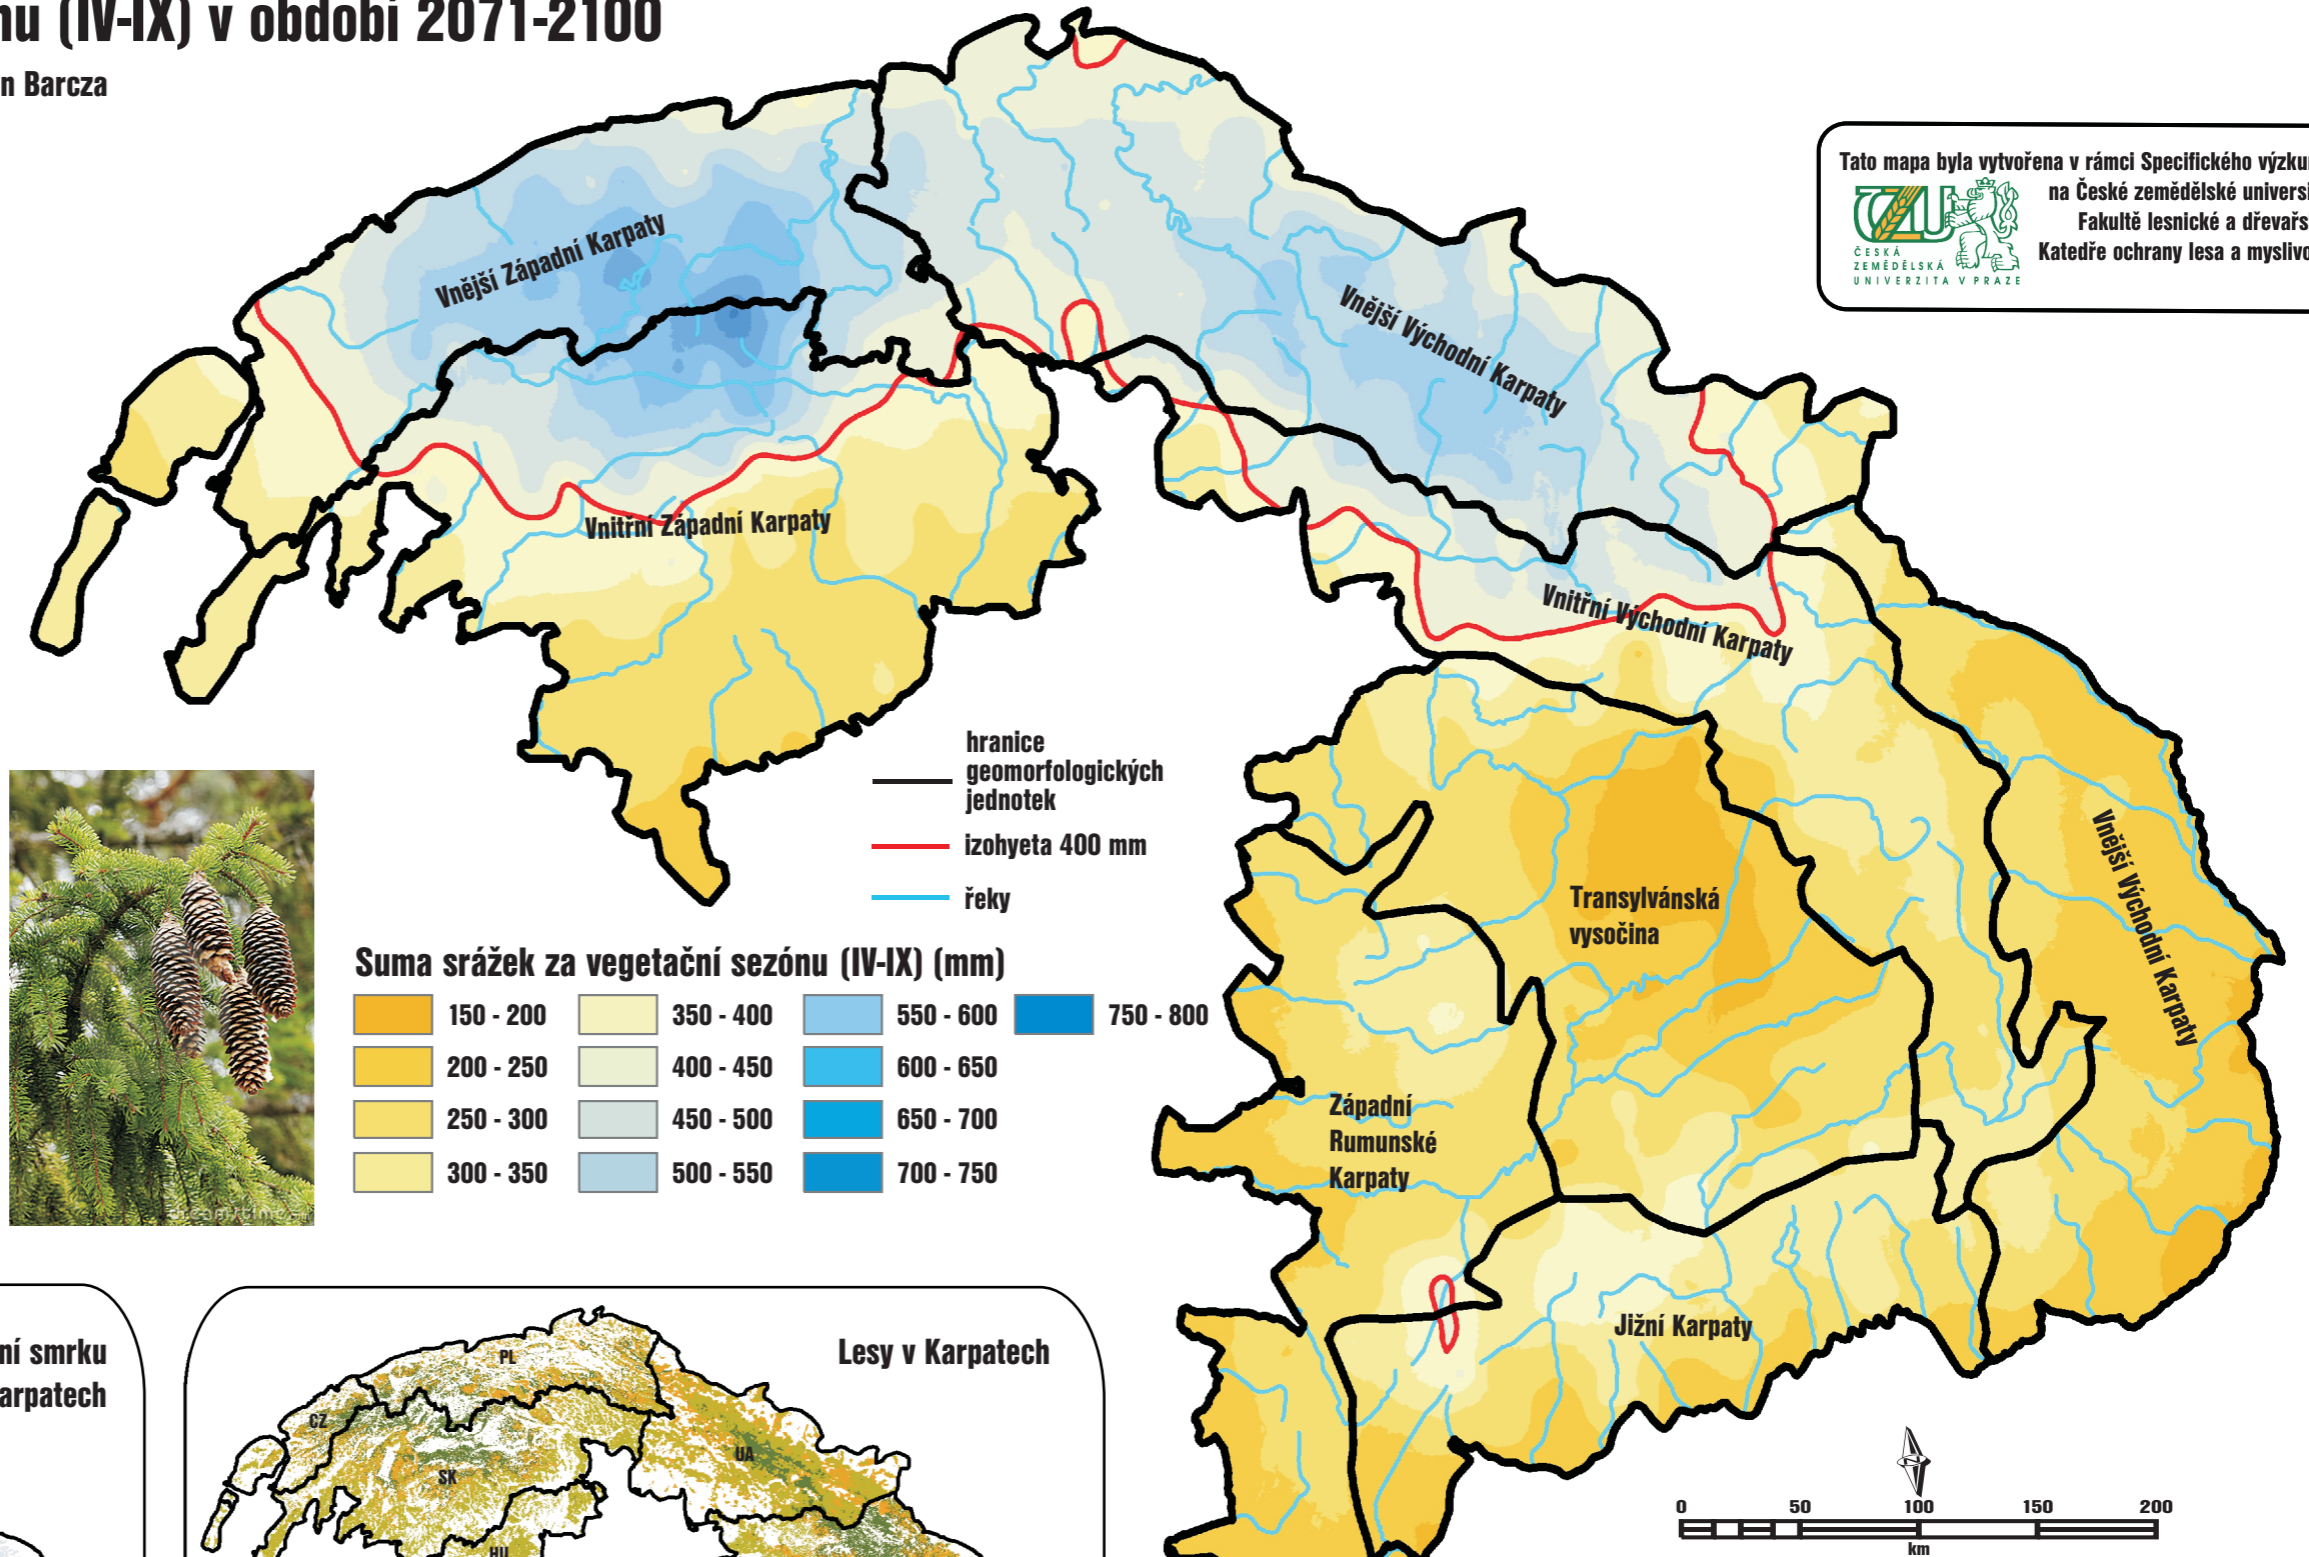 nu (IV-IX) v období 2071-2100
n Barcza
Tato mapa byla vytvořena v rámci Specifického výzku
na České zemědělské univers
Fakultě lesnické a dřevařs
Katedře ochrany lesa a mysliv
ČZU
ČESKÁ
ZEMĚDĚLSKÁ
UNIVERZITA V PRAZE
Vnější Západní Karpaty
Vnější Východní Karpaty
Vnitřní Západní Karpaty
Vnitřní Východní Karpaty
hranice
geomorfologických
jednotek
izohyeta 400 mm
řeky
Vnější Východní Karpaty
Transylvánská
vysočina
Suma srážek za vegetační sezónu (IV-IX) (mm)
150 - 200
350 - 400
550 - 600
750 - 800
200 - 250
400 - 450
600 - 650
250 - 300
450 - 500
650 - 700
300 - 350
500 - 550
700 - 750
Západní
Rumunské
Karpaty
Jižní Karpaty
ní smrku
arpatech
Lesy v Karpatech
PL
CZ
UA
SK
HU
0 50 100 150 200
km